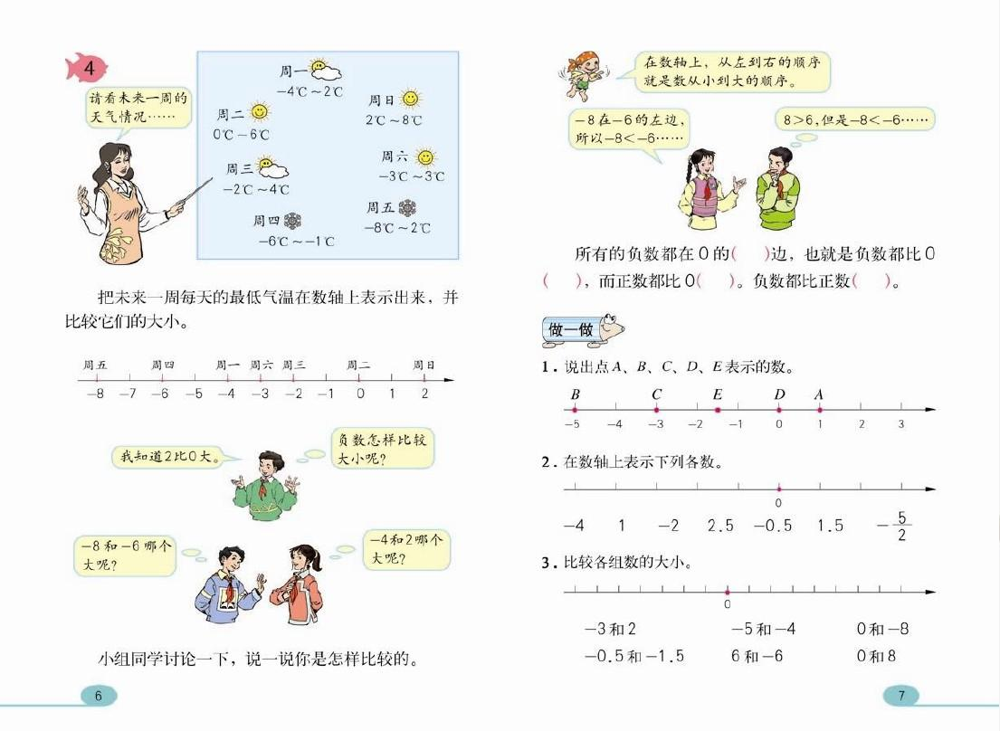 4
请看未来一周的
天气情况……
周一
-4℃～2℃
周日
2℃～8℃
周二
0℃－6℃
周六
-3℃～3℃
周三
-2℃～4℃
周五
-8℃～2℃
周四
-6℃～-1℃
把未来一周每天的最低气温在数轴上表示出来，并
比较它们的大小。
周五 周四 周一 周六 周三 周二 周日
-8 -7 -6 -5 -4 -3 -2 -1 0 1 2
我知道2比0大。
负数怎样比较
大小呢？
-8和-6哪个
大呢？
-4和2哪个
大呢？
小组同学讨论一下，说一说你是怎样比较的。
6
在数轴上，从左到右的顺序
就是数从小到大的顺序。
-8在-6的左边，
所以-8<-6……
8>6，但是-8<-6……
所有的负数都在0的(　)边，也就是负数都比0
(　)，而正数都比0(　)。负数都比正数(　)。
做一做
1. 说出点A、B、C、D、E表示的数。
B C E D A
-5 -4 -3 -2 -1 0 1 2 3
2. 在数轴上表示下列各数。
0
-4 1 -2 2.5 -0.5 1.5 -5/2
3. 比较各组数的大小。
0
-3和2 -5和-4 0和-8
-0.5和-1.5 6和-6 0和8
7